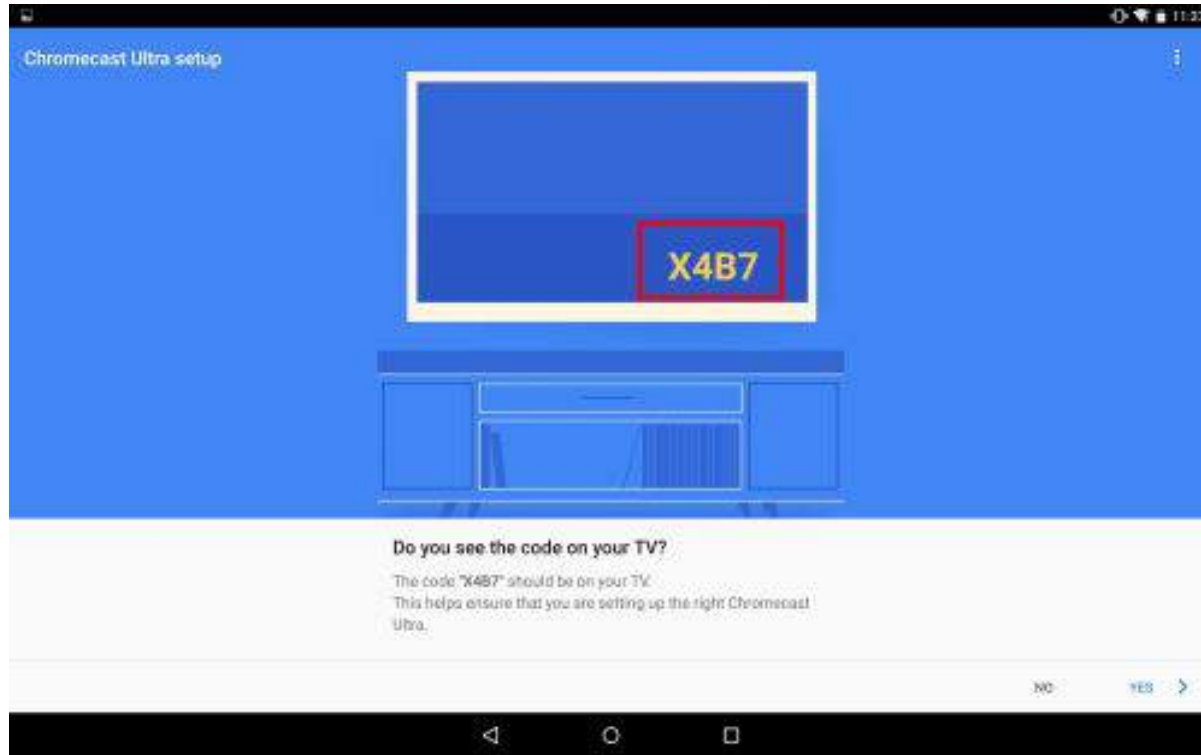 Chromecast Ultra setup
X4B7
Do you see the code on your TV?
The code "X4B7" should be on your TV.
This helps ensure that you are setting up the right Chromecast
Ultra.
NO
YES